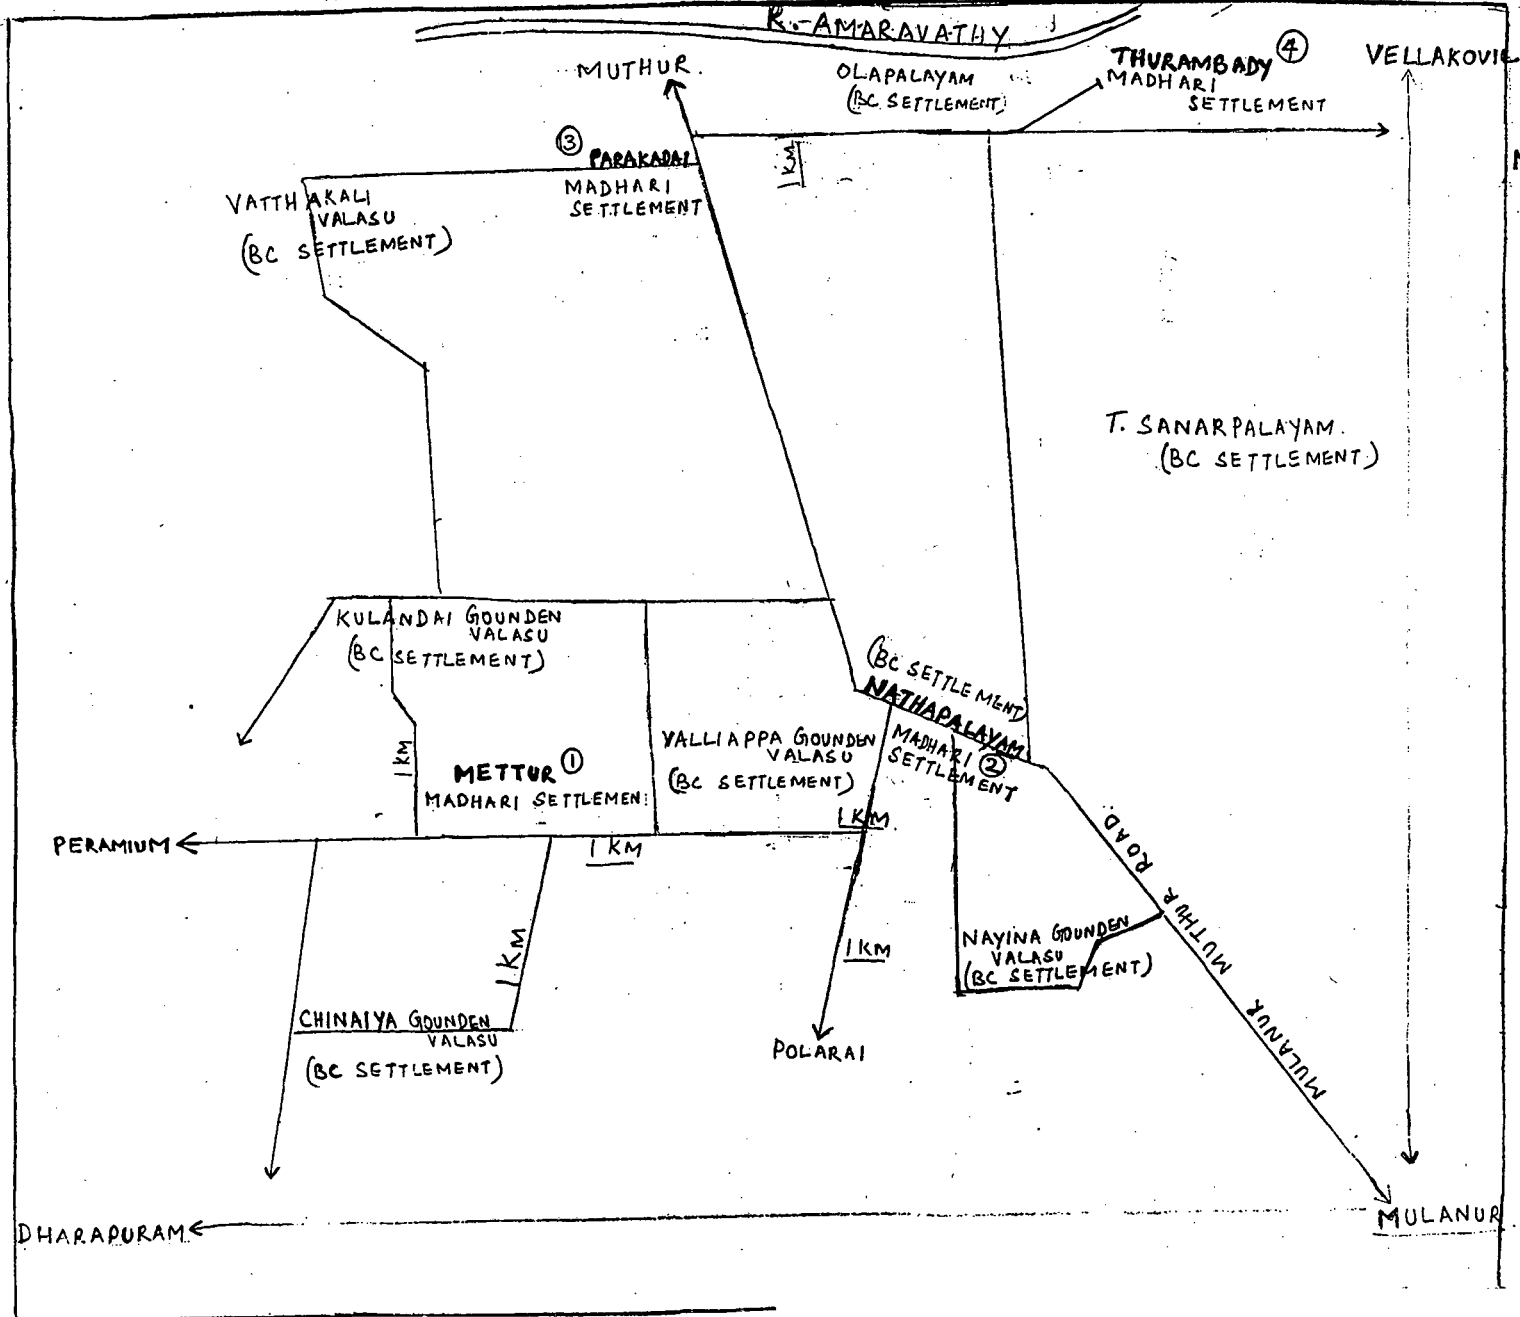 R.-AMARAVATHY
MUTHUR.
OLAPALAYAM
(BC SETTLEMENT)
THURAMBADY ④
MADHARI
SETTLEMENT
VELLAKOVIL
③ PARAKADAI
MADHARI
SETTLEMENT
1 KM
VATTHAKALI
VALASU
(BC SETTLEMENT)
T. SANARPALAYAM.
(BC SETTLEMENT)
KULANDAI GOUNDEN
VALASU
(BC SETTLEMENT)
(BC SETTLEMENT)
NATHAPALAYAM
MADHARI ②
SETTLEMENT
1 KM
METTUR ①
MADHARI SETTLEMEN
VALLIAPPA GOUNDEN
VALASU
(BC SETTLEMENT)
1 KM
PERAMIUM
1 KM
MULANUR MUTHUR ROAD
1 KM
1 KM
NAYINA GOUNDEN
VALASU
(BC SETTLEMENT)
CHINAIYA GOUNDEN
VALASU
(BC SETTLEMENT)
POLARAI
DHARAPURAM
MULANUR